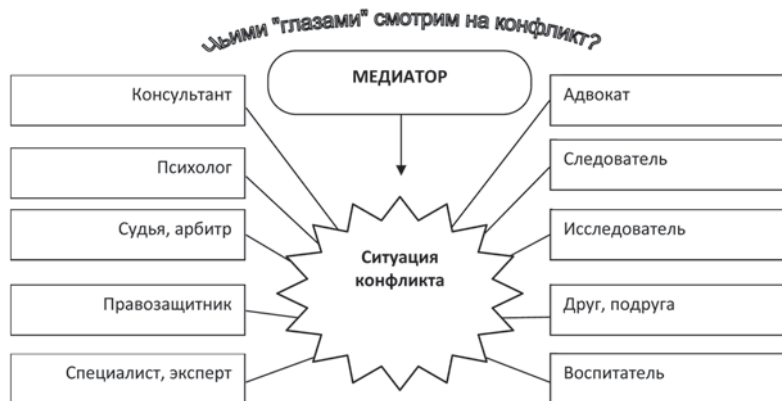 Чьими "глазами" смотрим на конфликт?
МЕДИАТОР
Консультант
Адвокат
Психолог
Следователь
Судья, арбитр
Исследователь
Ситуация
конфликта
Правозащитник
Друг, подруга
Специалист, эксперт
Воспитатель